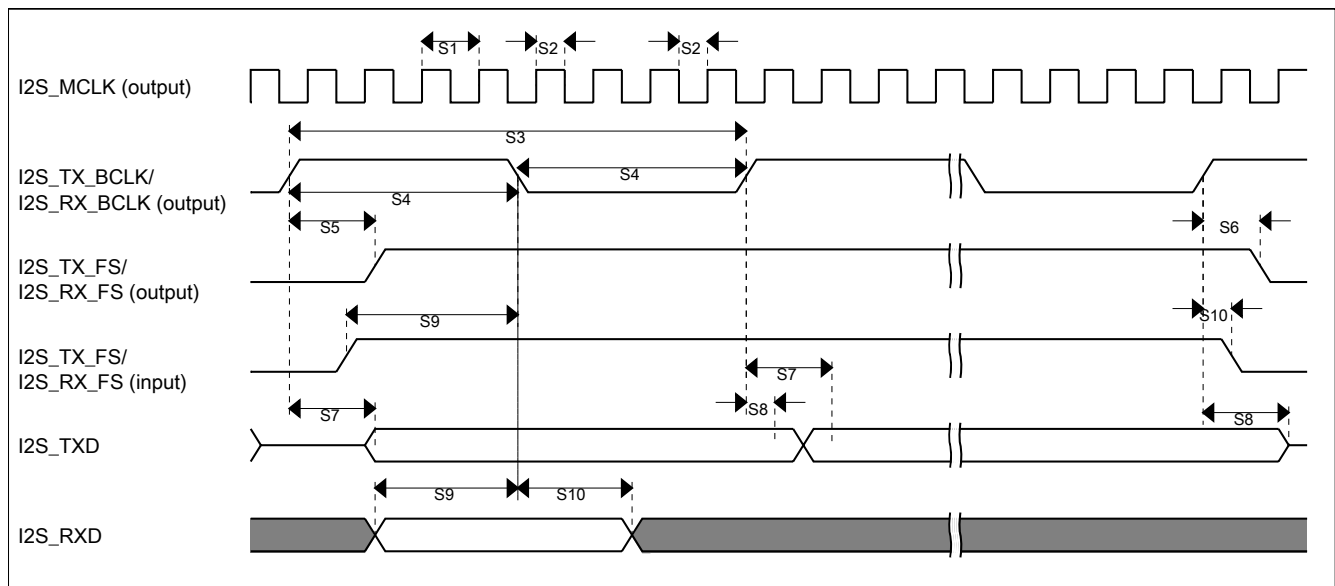 S1
S2
S2
I2S_MCLK (output)
S3
I2S_TX_BCLK/
I2S_RX_BCLK (output)
S4
S4
S5
S6
I2S_TX_FS/
I2S_RX_FS (output)
S9
S10
I2S_TX_FS/
I2S_RX_FS (input)
S7
S7
S8
S8
I2S_TXD
S9
S10
I2S_RXD